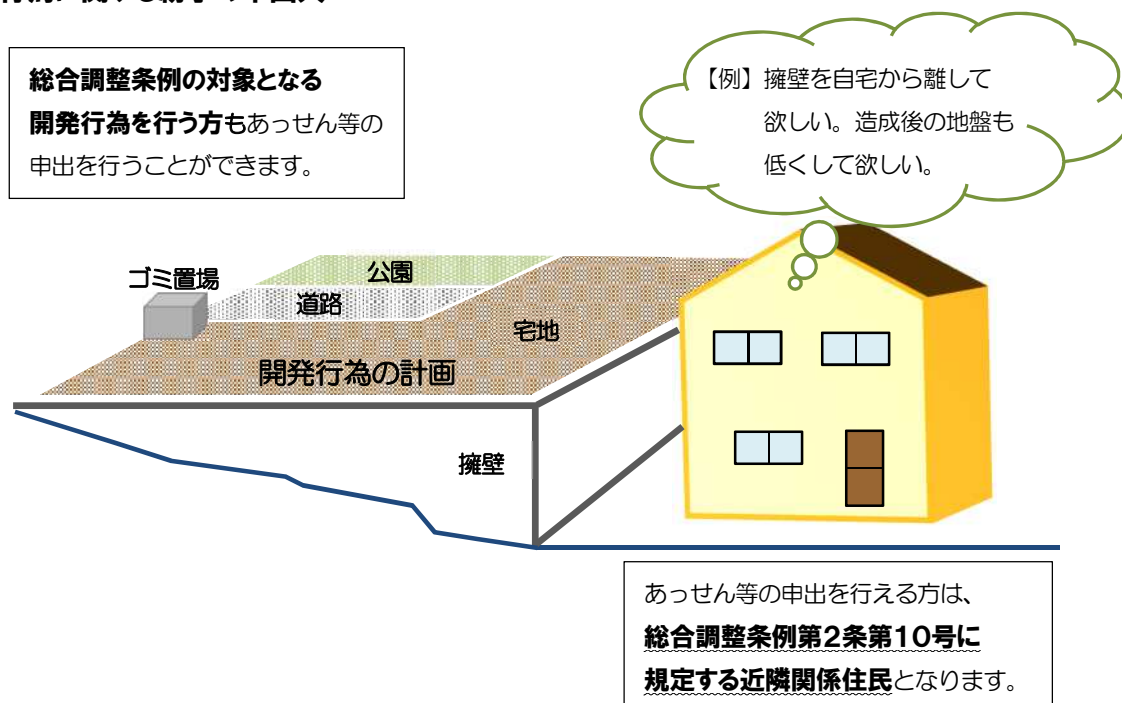 総合調整条例の対象となる
開発行為を行う方もあっせん等の
申出を行うことができます。
【例】擁壁を自宅から離して
欲しい。造成後の地盤も
低くして欲しい。
ゴミ置場
公園
道路
宅地
開発行為の計画
擁壁
あっせん等の申出を行える方は、
総合調整条例第2条第10号に
規定する近隣関係住民となります。